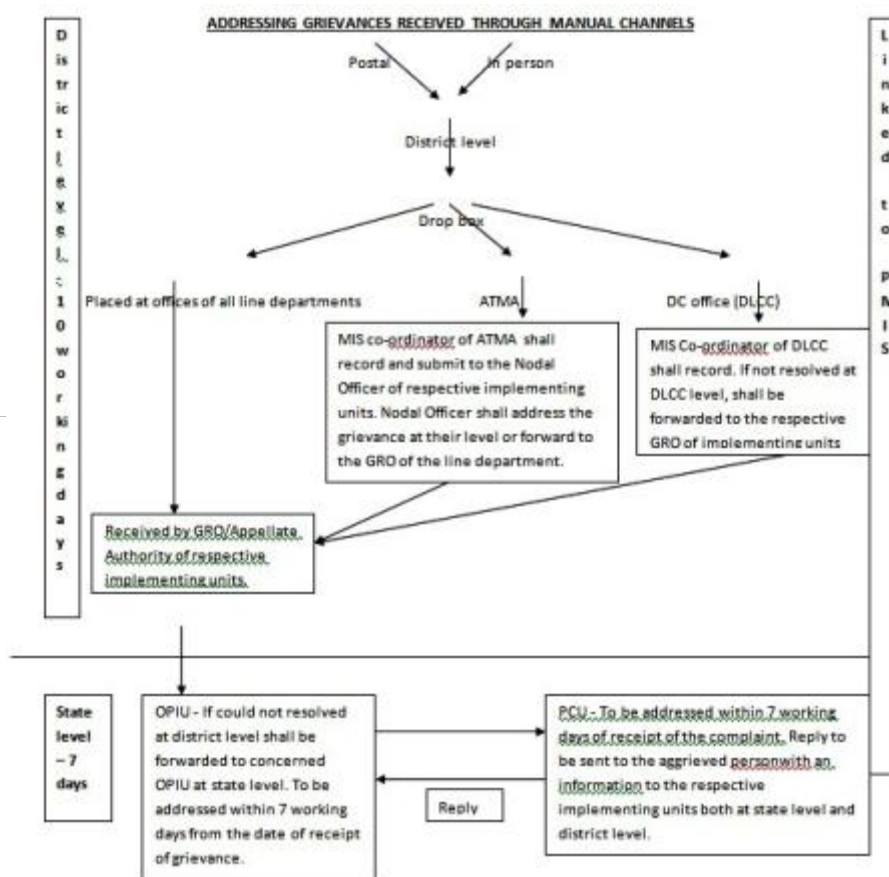 ADDRESSING GRIEVANCES RECEIVED THROUGH MANUAL CHANNELS
District level : 10 working days
Postal
In person
District level
Drop box
Placed at offices of all line departments
ATMA
DC office (DLCC)
MIS co-ordinator of ATMA shall
record and submit to the Nodal
Officer of respective implementing
units. Nodal Officer shall address the
grievance at their level or forward to
the GRO of the line department.
MIS Co-ordinator of DLCC
shall record. If not resolved at
DLCC level, shall be
forwarded to the respective
GRO of implementing units
Received by GRO/Appellate
Authority of respective
implementing units.
Linked to PMIS
State
level
– 7
days
OPIU - If could not resolved
at district level shall be
forwarded to concerned
OPIU at state level. To be
addressed within 7 working
days from the date of receipt
of grievance.
Reply
PCU - To be addressed within 7 working
days of receipt of the complaint. Reply to
be sent to the aggrieved personwith an
information to the respective
implementing units both at state level and
district level.